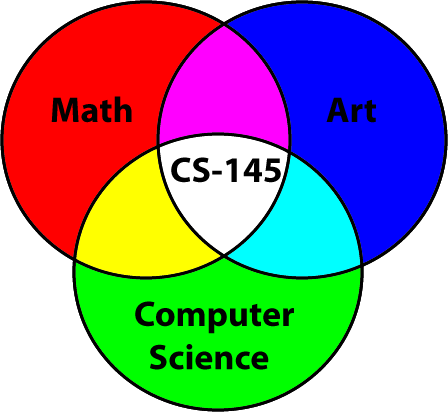 Math
Art
CS-145
Computer
Science